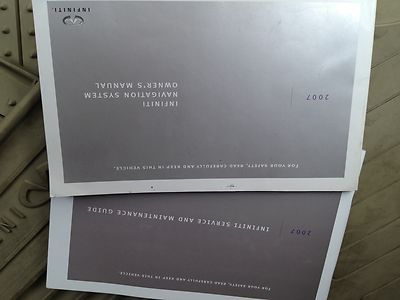 INFINITI.
INFINITI
NAVIGATION SYSTEM
OWNER'S MANUAL
2007
FOR YOUR SAFETY, READ CAREFULLY AND KEEP IN THIS VEHICLE.
INFINITI SERVICE AND MAINTENANCE GUIDE
2007
FOR YOUR SAFETY, READ CAREFULLY AND KEEP IN THIS VEHICLE.